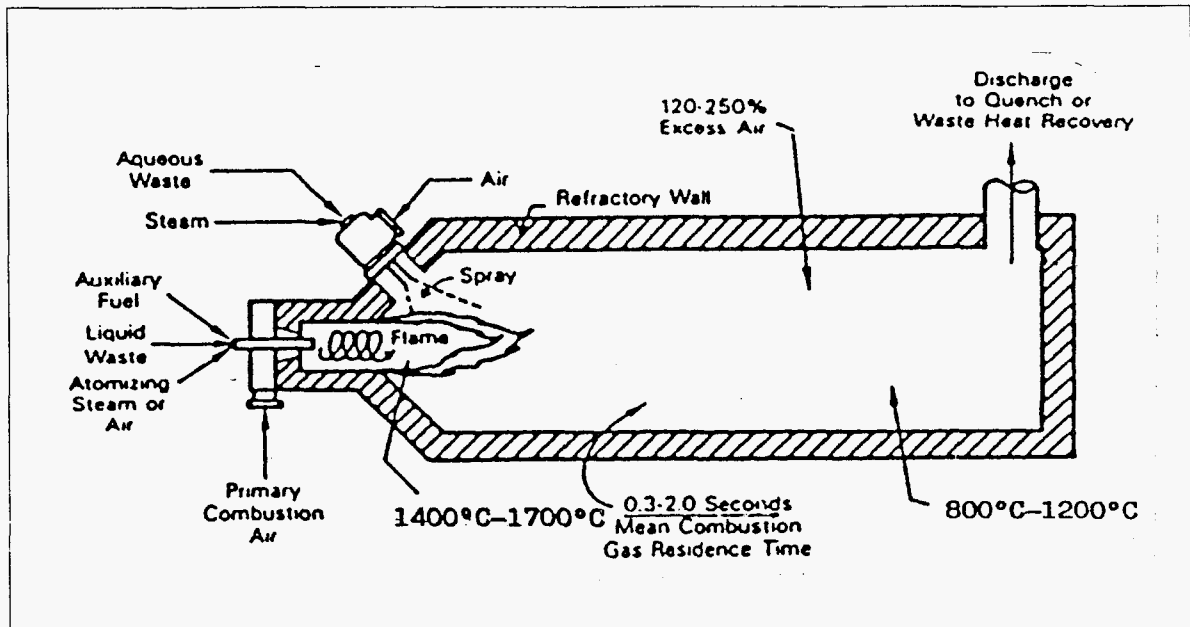 Discharge
to Quench or
Waste Heat Recovery
120-250%
Excess Air
Aqueous
Waste
Air
Steam
Refractory Wall
Spray
Auxiliary
Fuel
Liquid
Waste
Atomizing
Steam or
Air
Flame
Primary
Combustion
Air
1400°C-1700°C
0.3-2.0 Seconds
Mean Combustion
Gas Residence Time
800°C-1200°C